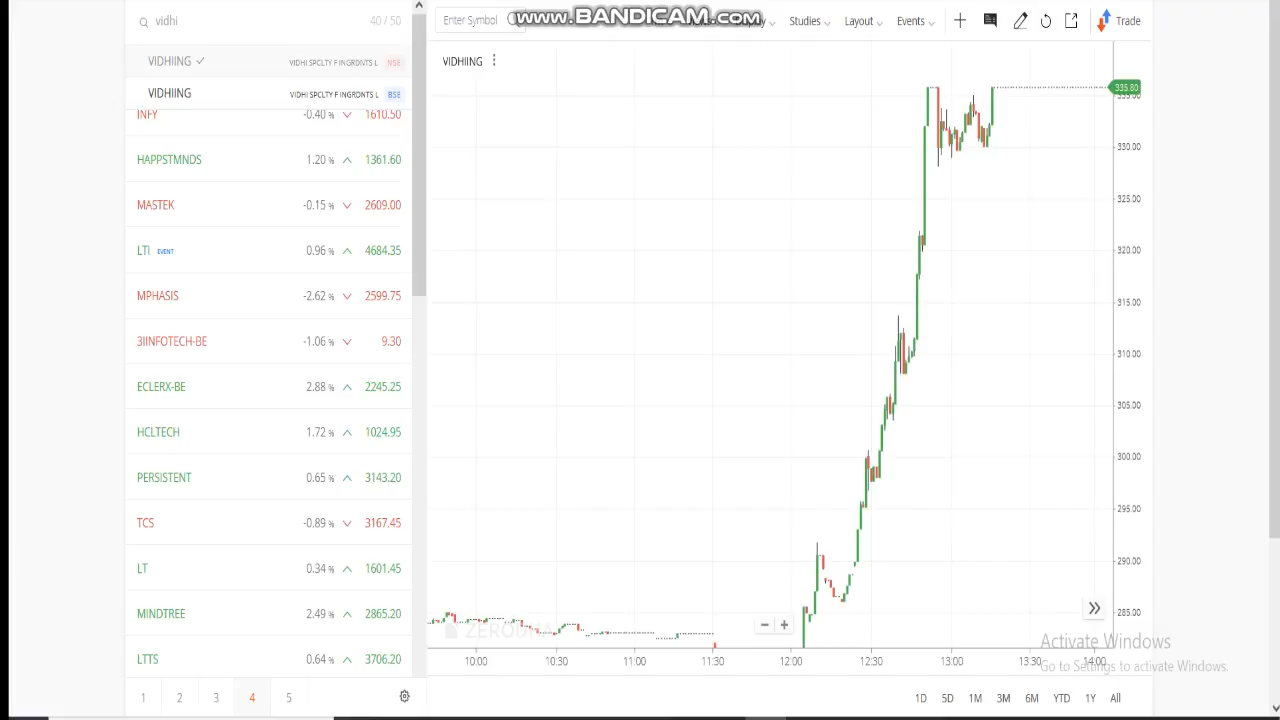 vidhi 40 / 50
Enter Symbol
www.BANDICAM.com
Studies Layout Events Trade
VIDHIING VIDHI SPCLTY F INGRDNTS L NSE
VIDHIING VIDHI SPCLTY F INGRDNTS L BSE
INFY -0.40 % 1610.50
HAPPSTMNDS 1.20 % 1361.60
MASTEK -0.15 % 2609.00
LTI EVENT 0.96 % 4684.35
MPHASIS -2.62 % 2599.75
3IINFOTECH-BE -1.06 % 9.30
ECLERX-BE 2.88 % 2245.25
HCLTECH 1.72 % 1024.95
PERSISTENT 0.65 % 3143.20
TCS -0.89 % 3167.45
LT 0.34 % 1601.45
MINDTREE 2.49 % 2865.20
LTTS 0.64 % 3706.20
1 2 3 4 5
VIDHIING
335.80
335.00
330.00
325.00
320.00
315.00
310.00
305.00
300.00
295.00
290.00
285.00
ZERODHA
10:00 10:30 11:00 11:30 12:00 12:30 13:00 13:30 14:00
Activate Windows
Go to Settings to activate Windows.
1D 5D 1M 3M 6M YTD 1Y All